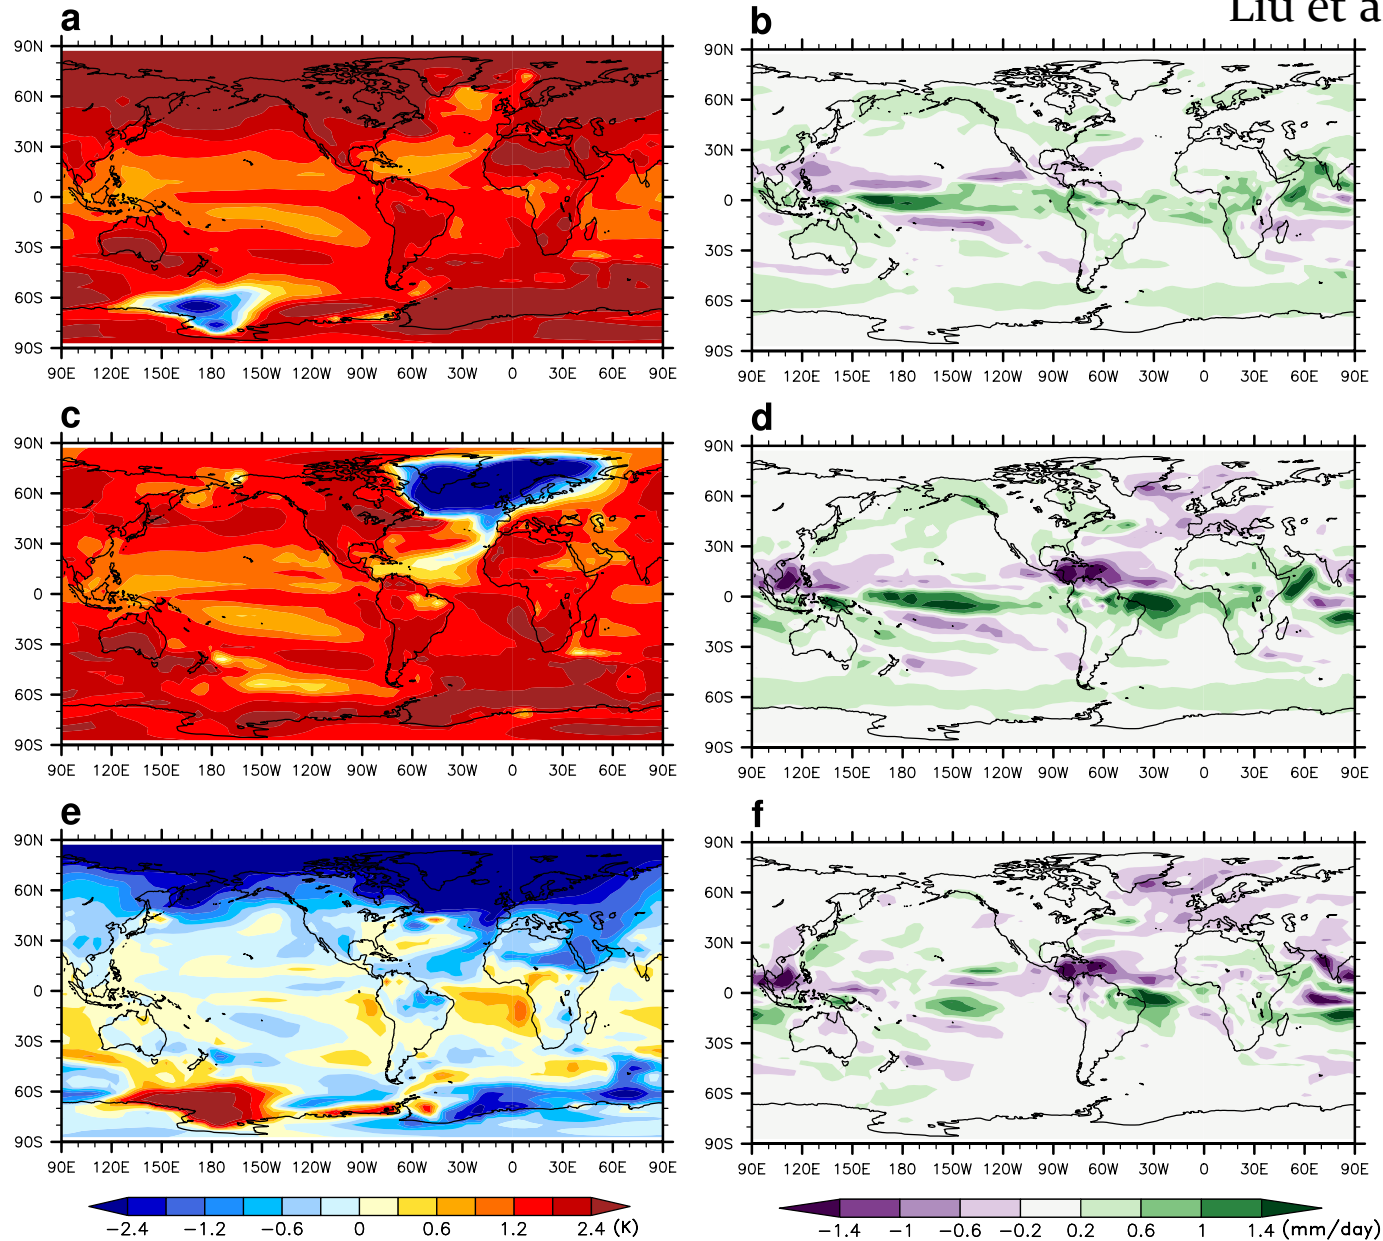 Liu et a
a
90N
60N
30N
0
30S
60S
90S
90E 120E 150E 180 150W 120W 90W 60W 30W 0 30E 60E 90E
b
90N
60N
30N
0
30S
60S
90S
90E 120E 150E 180 150W 120W 90W 60W 30W 0 30E 60E 90E
c
90N
60N
30N
0
30S
60S
90S
90E 120E 150E 180 150W 120W 90W 60W 30W 0 30E 60E 90E
d
90N
60N
30N
0
30S
60S
90S
90E 120E 150E 180 150W 120W 90W 60W 30W 0 30E 60E 90E
e
90N
60N
30N
0
30S
60S
90S
90E 120E 150E 180 150W 120W 90W 60W 30W 0 30E 60E 90E
f
90N
60N
30N
0
30S
60S
90S
90E 120E 150E 180 150W 120W 90W 60W 30W 0 30E 60E 90E
−2.4 −1.2 −0.6 0 0.6 1.2 2.4 (K)
−1.4 −1 −0.6 −0.2 0.2 0.6 1 1.4 (mm/day)